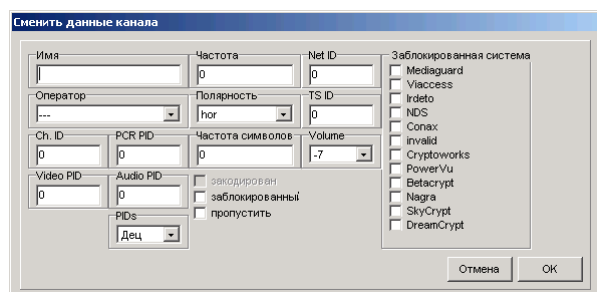 Сменить данные канала
Имя
Частота
0
Net ID
0
Оператор
---
Полярность
hor
TS ID
0
Ch. ID
0
PCR PID
0
Частота символов
0
Volume
-7
Video PID
0
Audio PID
0
закодирован
заблокированный
пропустить
PIDs
Дец
Заблокированная система
Mediaguard
Viaccess
Irdeto
NDS
Conax
invalid
Cryptoworks
PowerVu
Betacrypt
Nagra
SkyCrypt
DreamCrypt
Отмена
OK